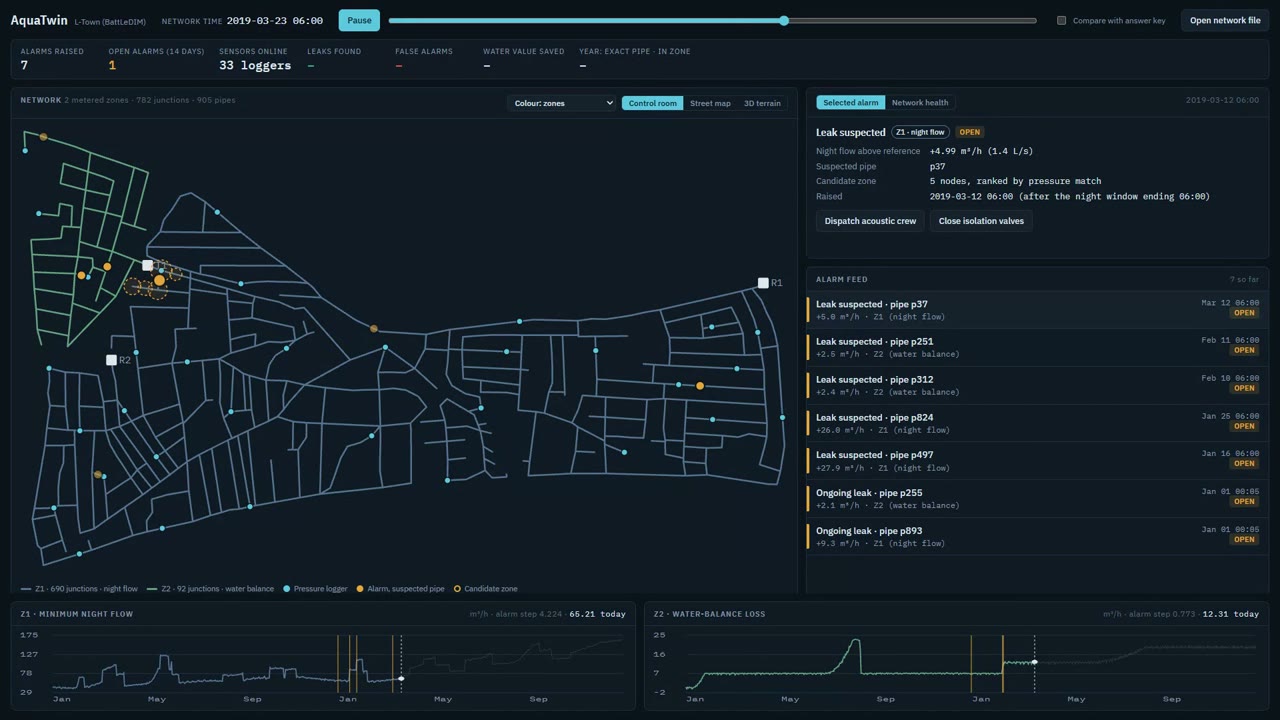 AquaTwin L-Town (BattLeDIM) NETWORK TIME 2019-03-23 06:00 Pause Compare with answer key Open network file
ALARMS RAISED OPEN ALARMS (14 DAYS) SENSORS ONLINE LEAKS FOUND FALSE ALARMS WATER VALUE SAVED YEAR: EXACT PIPE · IN ZONE
7 1 33 loggers – – – –
NETWORK 2 metered zones · 782 junctions · 905 pipes Colour: zones Control room Street map 3D terrain
R1
R2
Z1 · 690 junctions · night flow Z2 · 92 junctions · water balance Pressure logger Alarm, suspected pipe Candidate zone
Selected alarm Network health 2019-03-12 06:00
Leak suspected Z1 · night flow OPEN
Night flow above reference +4.99 m³/h (1.4 L/s)
Suspected pipe p37
Candidate zone 5 nodes, ranked by pressure match
Raised 2019-03-12 06:00 (after the night window ending 06:00)
Dispatch acoustic crew Close isolation valves
ALARM FEED 7 so far
Leak suspected · pipe p37 Mar 12 06:00
+5.0 m³/h · Z1 (night flow) OPEN
Leak suspected · pipe p251 Feb 11 06:00
+2.5 m³/h · Z2 (water balance) OPEN
Leak suspected · pipe p312 Feb 10 06:00
+2.4 m³/h · Z2 (water balance) OPEN
Leak suspected · pipe p824 Jan 25 06:00
+26.0 m³/h · Z1 (night flow) OPEN
Leak suspected · pipe p497 Jan 16 06:00
+27.9 m³/h · Z1 (night flow) OPEN
Ongoing leak · pipe p255 Jan 01 00:05
+2.1 m³/h · Z2 (water balance) OPEN
Ongoing leak · pipe p893 Jan 01 00:05
+9.3 m³/h · Z1 (night flow) OPEN
Z1 · MINIMUM NIGHT FLOW m³/h · alarm step 4.224 · 65.21 today
175
127
78
29
Jan May Sep Jan May Sep
Z2 · WATER-BALANCE LOSS m³/h · alarm step 0.773 · 12.31 today
25
16
7
-2
Jan May Sep Jan May Sep